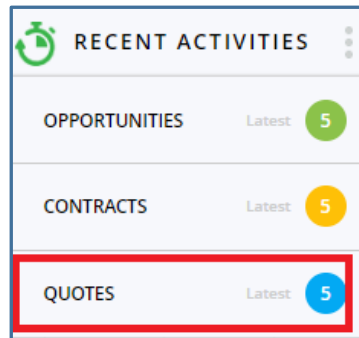 RECENT ACTIVITIES
OPPORTUNITIES Latest 5
CONTRACTS Latest 5
QUOTES Latest 5